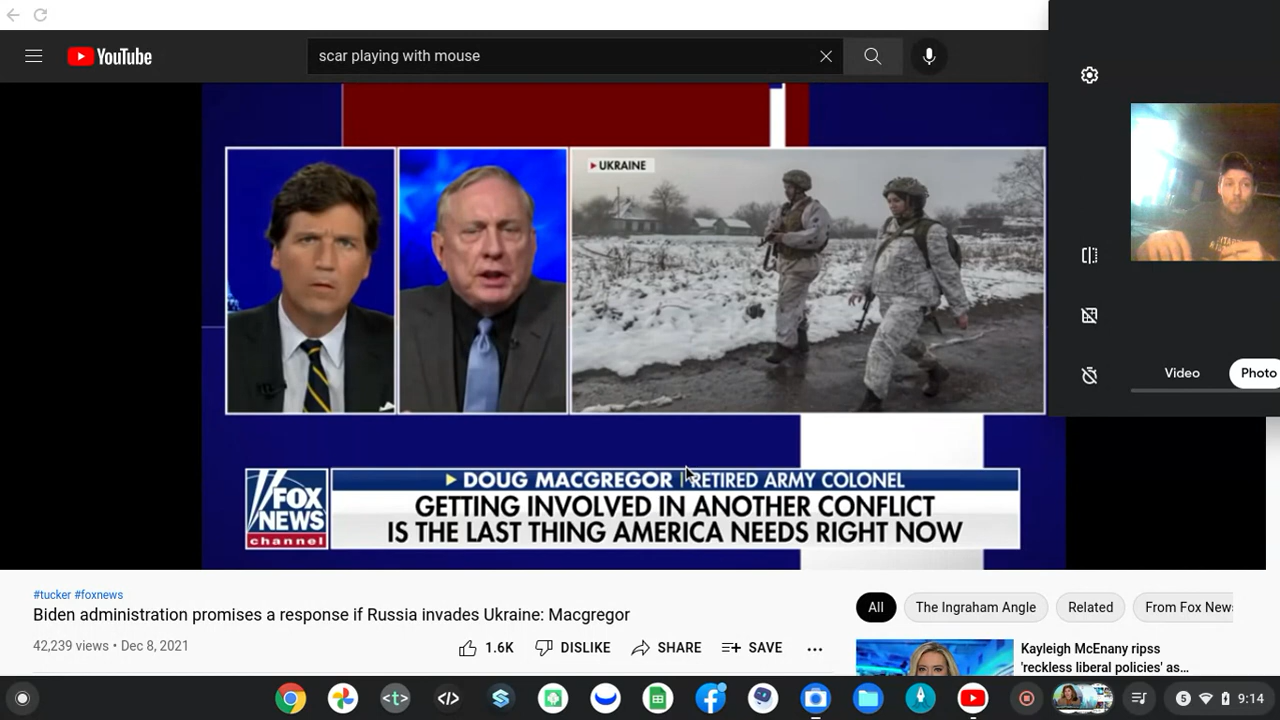 YouTube
scar playing with mouse
UKRAINE
DOUG MACGREGOR | RETIRED ARMY COLONEL
FOX
NEWS
channel
GETTING INVOLVED IN ANOTHER CONFLICT
IS THE LAST THING AMERICA NEEDS RIGHT NOW
Video
Photo
#tucker #foxnews
Biden administration promises a response if Russia invades Ukraine: Macgregor
42,239 views • Dec 8, 2021
1.6K
DISLIKE
SHARE
SAVE
All
The Ingraham Angle
Related
From Fox News
Kayleigh McEnany ripss
'reckless liberal policies' as...
<t>
</>
5
9:14